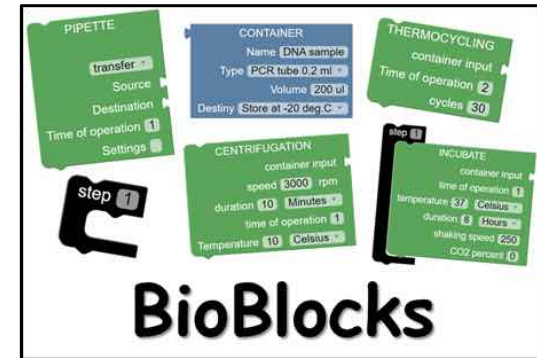 PIPETTE
transfer
Source
Destination
Time of operation 1
Settings
CONTAINER
Name DNA sample
Type PCR tube 0.2 ml
Volume 200 ul
Destiny Store at -20 deg.C
THERMOCYCLING
container input
Time of operation 2
cycles 30
step 1
CENTRIFUGATION
container input
speed 3000 rpm
duration 10 Minutes
time of operation 1
Temperature 10 Celsius
step 1
INCUBATE
container input
time of operation 1
temperature 37 Celsius
duration 8 Hours
shaking speed 250
CO2 percent 0
BioBlocks